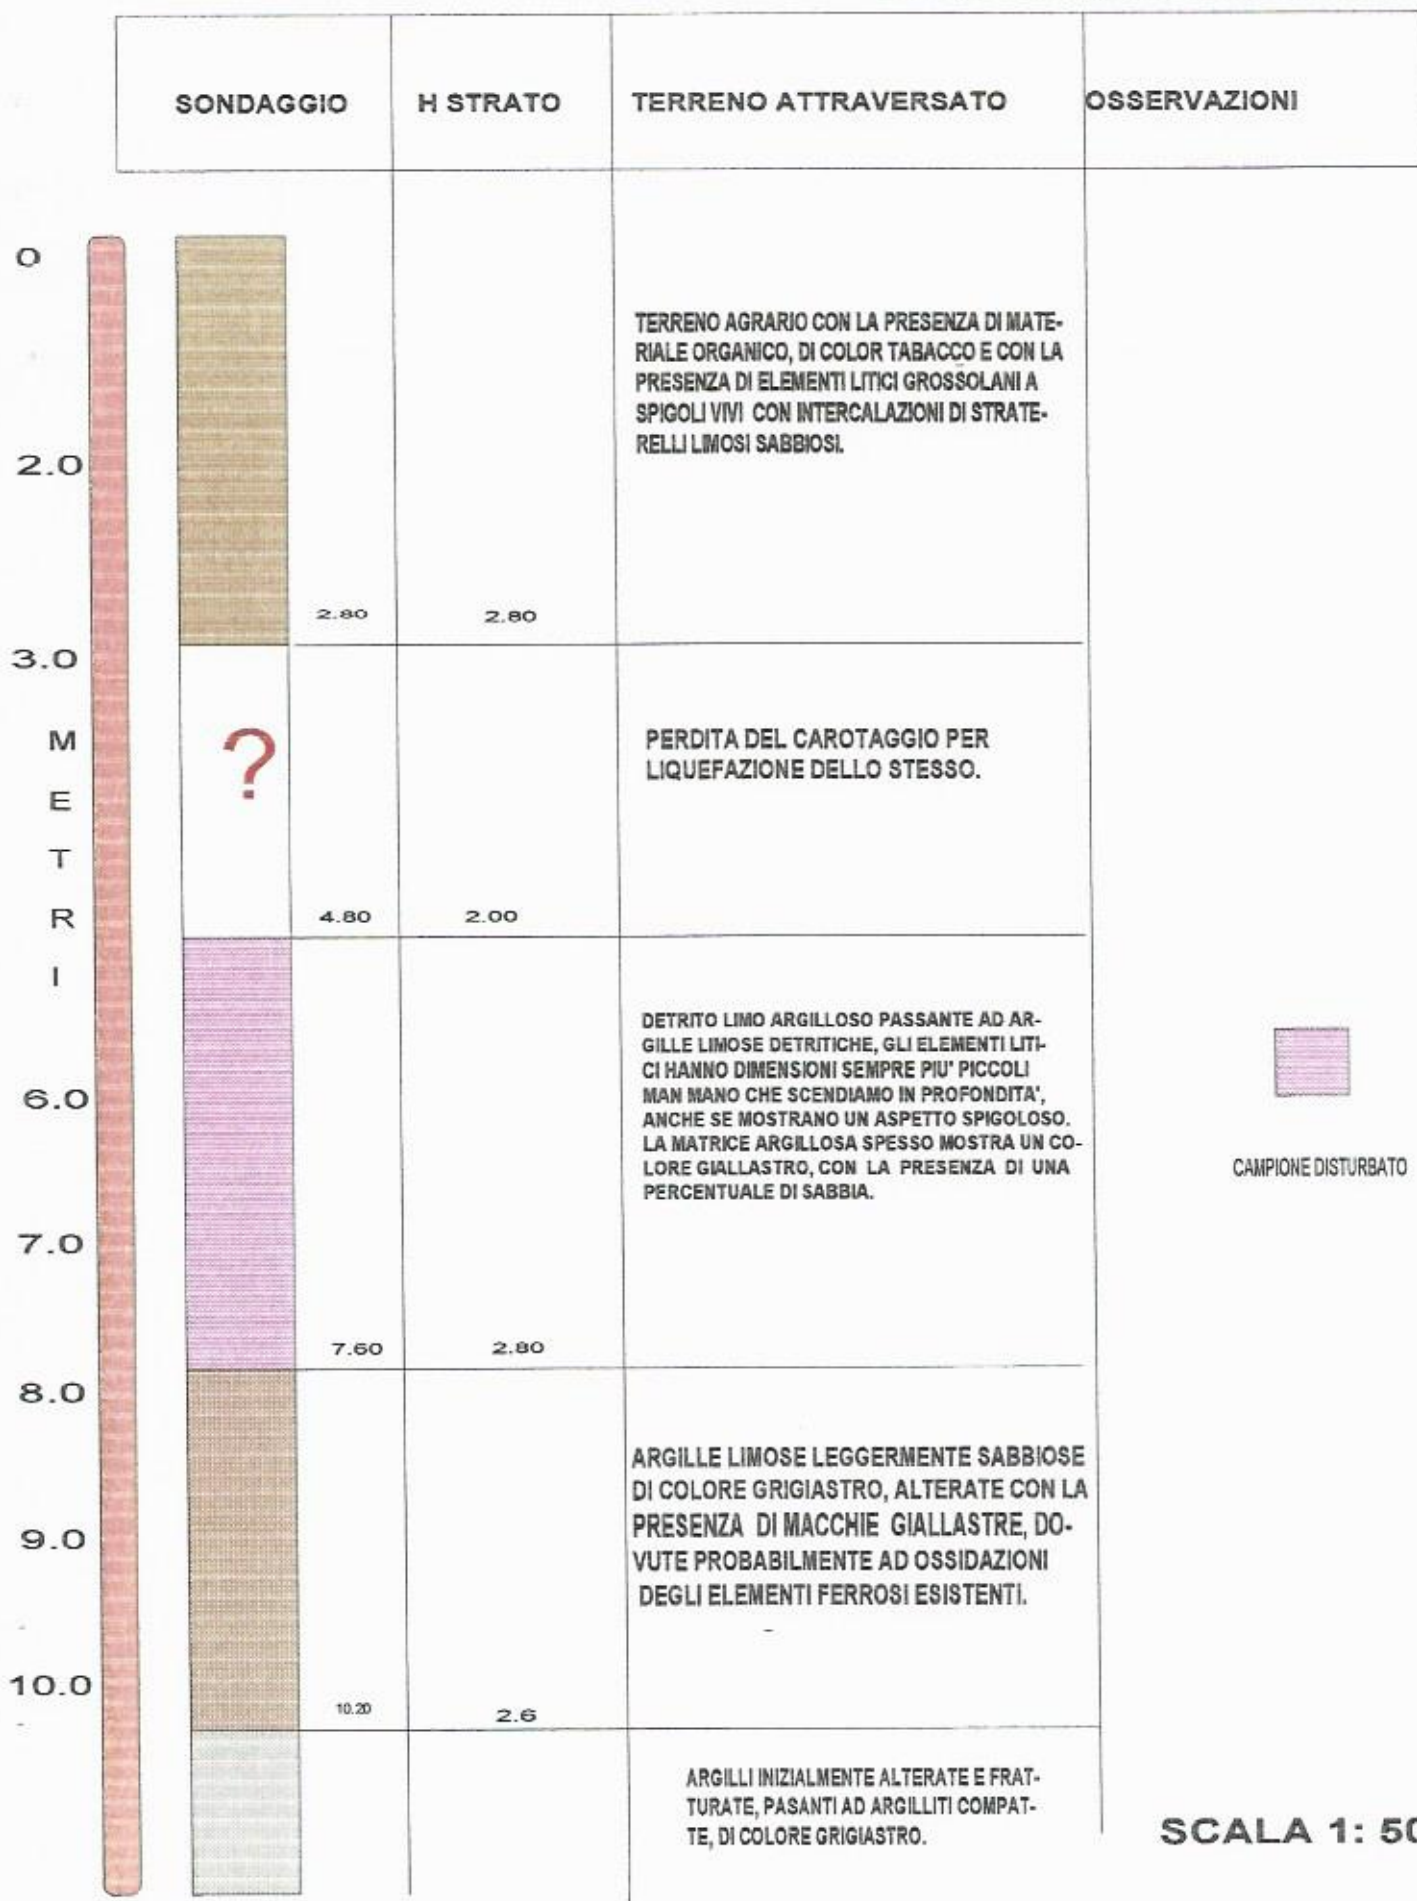 SONDAGGIO H STRATO TERRENO ATTRAVERSATO OSSERVAZIONI
0
TERRENO AGRARIO CON LA PRESENZA DI MATE-
RIALE ORGANICO, DI COLOR TABACCO E CON LA
PRESENZA DI ELEMENTI LITICI GROSSOLANI A
SPIGOLI VIVI CON INTERCALAZIONI DI STRATE-
RELLI LIMOSI SABBIOSI.
2.0
2.80 2.80
3.0
M
E
T
R
I
?
PERDITA DEL CAROTAGGIO PER
LIQUEFAZIONE DELLO STESSO.
4.80 2.00
DETRITO LIMO ARGILLOSO PASSANTE AD AR-
GILLE LIMOSE DETRITICHE, GLI ELEMENTI LITI-
CI HANNO DIMENSIONI SEMPRE PIU' PICCOLI
MAN MANO CHE SCENDIAMO IN PROFONDITA',
ANCHE SE MOSTRANO UN ASPETTO SPIGOLOSO.
LA MATRICE ARGILLOSA SPESSO MOSTRA UN CO-
LORE GIALLASTRO, CON LA PRESENZA DI UNA
PERCENTUALE DI SABBIA.
CAMPIONE DISTURBATO
6.0
7.0
7.60 2.80
8.0
ARGILLE LIMOSE LEGGERMENTE SABBIOSE
DI COLORE GRIGIASTRO, ALTERATE CON LA
PRESENZA DI MACCHIE GIALLASTRE, DO-
VUTE PROBABILMENTE AD OSSIDAZIONI
DEGLI ELEMENTI FERROSI ESISTENTI.
9.0
10.0
10.20 2.6
ARGILLI INIZIALMENTE ALTERATE E FRAT-
TURATE, PASANTI AD ARGILLITI COMPAT-
TE, DI COLORE GRIGIASTRO.
SCALA 1: 50